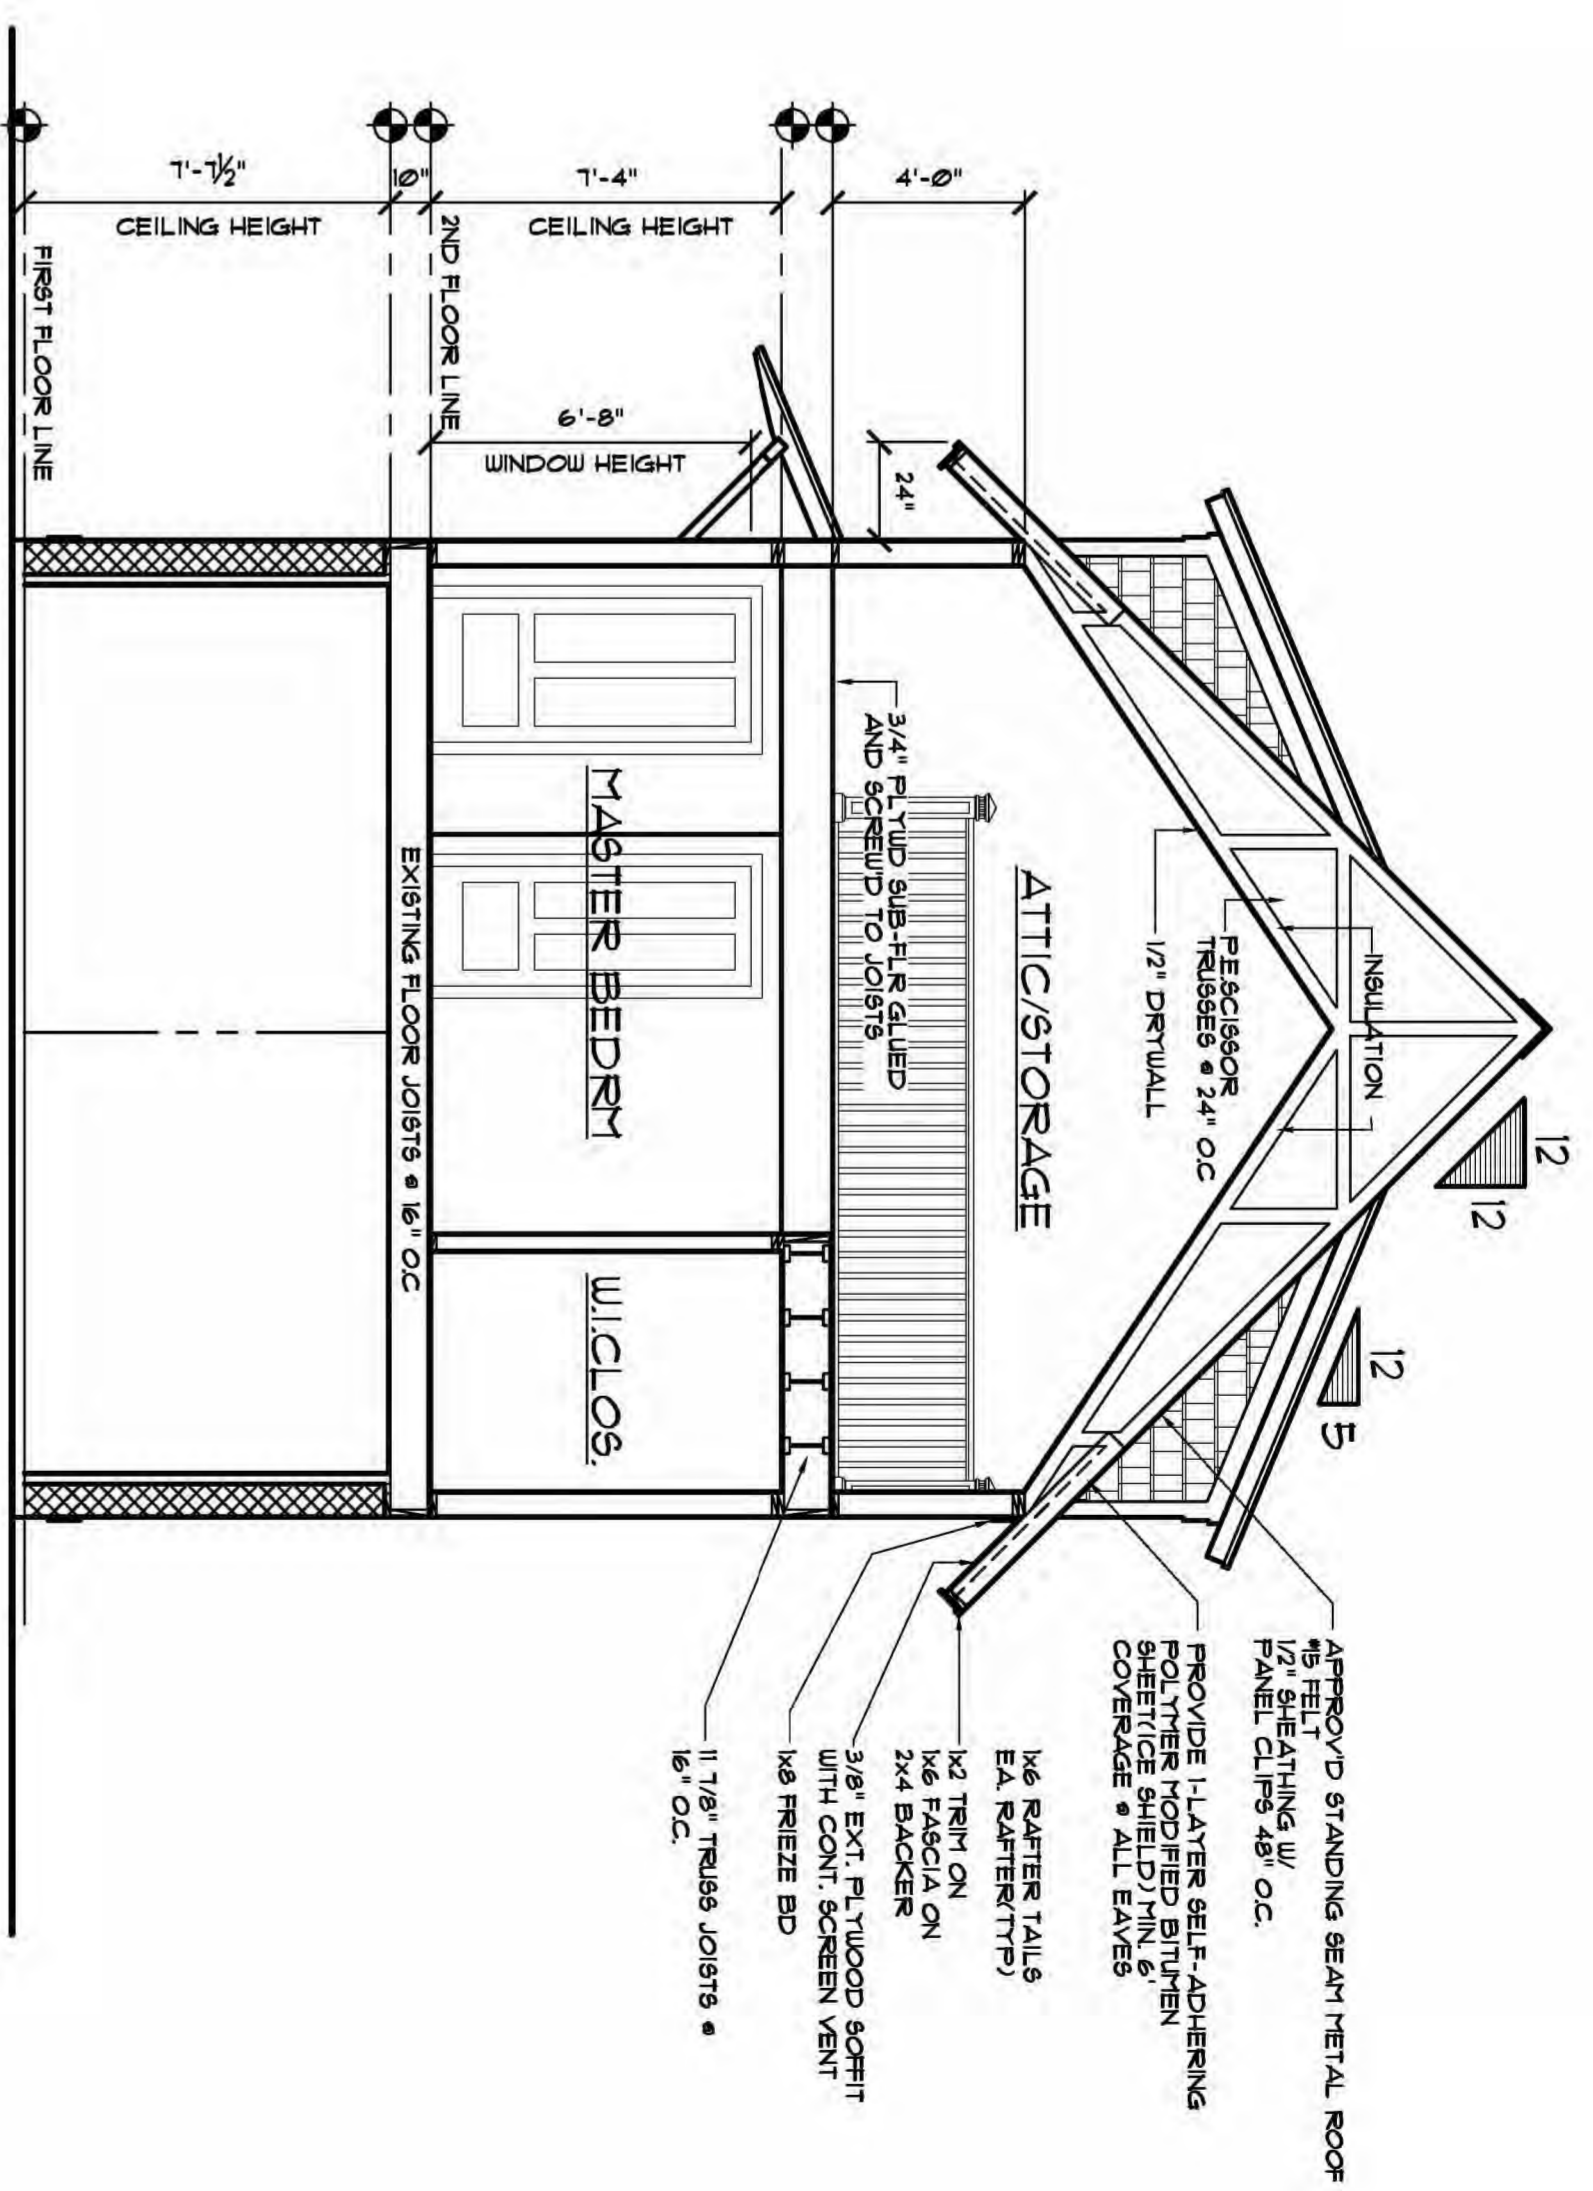 12
12
12
5
APPROV'D STANDING SEAM METAL ROOF
#15 FELT
1/2" SHEATHING W/
PANEL CLIPS 48" O.C.
PROVIDE 1-LAYER SELF-ADHERING
POLYMER MODIFIED BITUMEN
SHEET(ICE SHIELD) MIN. 6'
COVERAGE @ ALL EAVES
1x6 RAFTER TAILS
EA. RAFTER(TYP)
1x2 TRIM ON
1x6 FASCIA ON
2x4 BACKER
3/8" EXT. PLYWOOD SOFFIT
WITH CONT. SCREEN VENT
1x8 FRIEZE BD
11 7/8" TRUSS JOISTS @
16" O.C.
INSULATION
P.E.SCISSOR
TRUSSES @ 24" O.C
1/2" DRYWALL
ATTIC/STORAGE
3/4" PLYWD SUB-FLR GLUED
AND SCREW'D TO JOISTS
4'-0"
24"
7'-4"
CEILING HEIGHT
6'-8"
WINDOW HEIGHT
MASTER BEDRM
W.I.CLOS.
2ND FLOOR LINE
10"
EXISTING FLOOR JOISTS @ 16" O.C
7'-7 1/2"
CEILING HEIGHT
FIRST FLOOR LINE